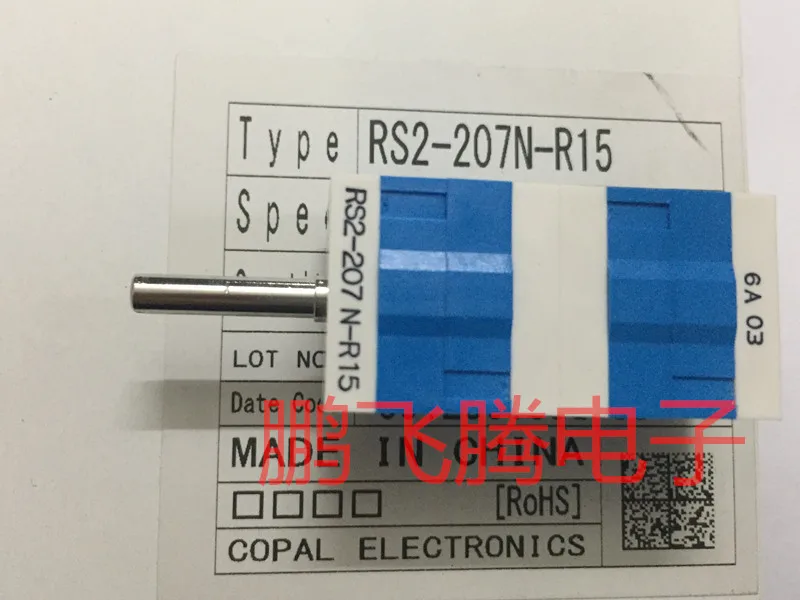 Type RS2-207N-R15
Spe
RS2-207 N-R15
6A 03
LOT NO
Date Co
鹏飞腾电子
MADE IN CHINA
[RoHS]
COPAL ELECTRONICS